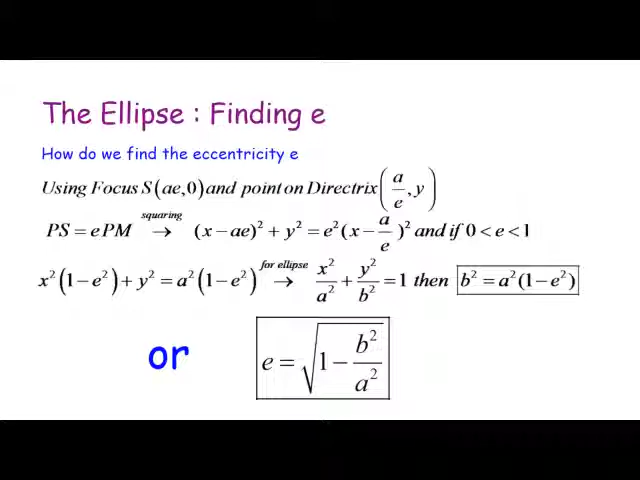 The Ellipse : Finding e
How do we find the eccentricity e
Using Focus S(ae,0) and point on Directrix(a/e, y)
PS = e PM squaring → (x − ae)² + y² = e²(x − a/e)² and if 0 < e < 1
x²(1 − e²) + y² = a²(1 − e²) for ellipse → x²/a² + y²/b² = 1 then b² = a²(1 − e²)
or e = √(1 − b²/a²)